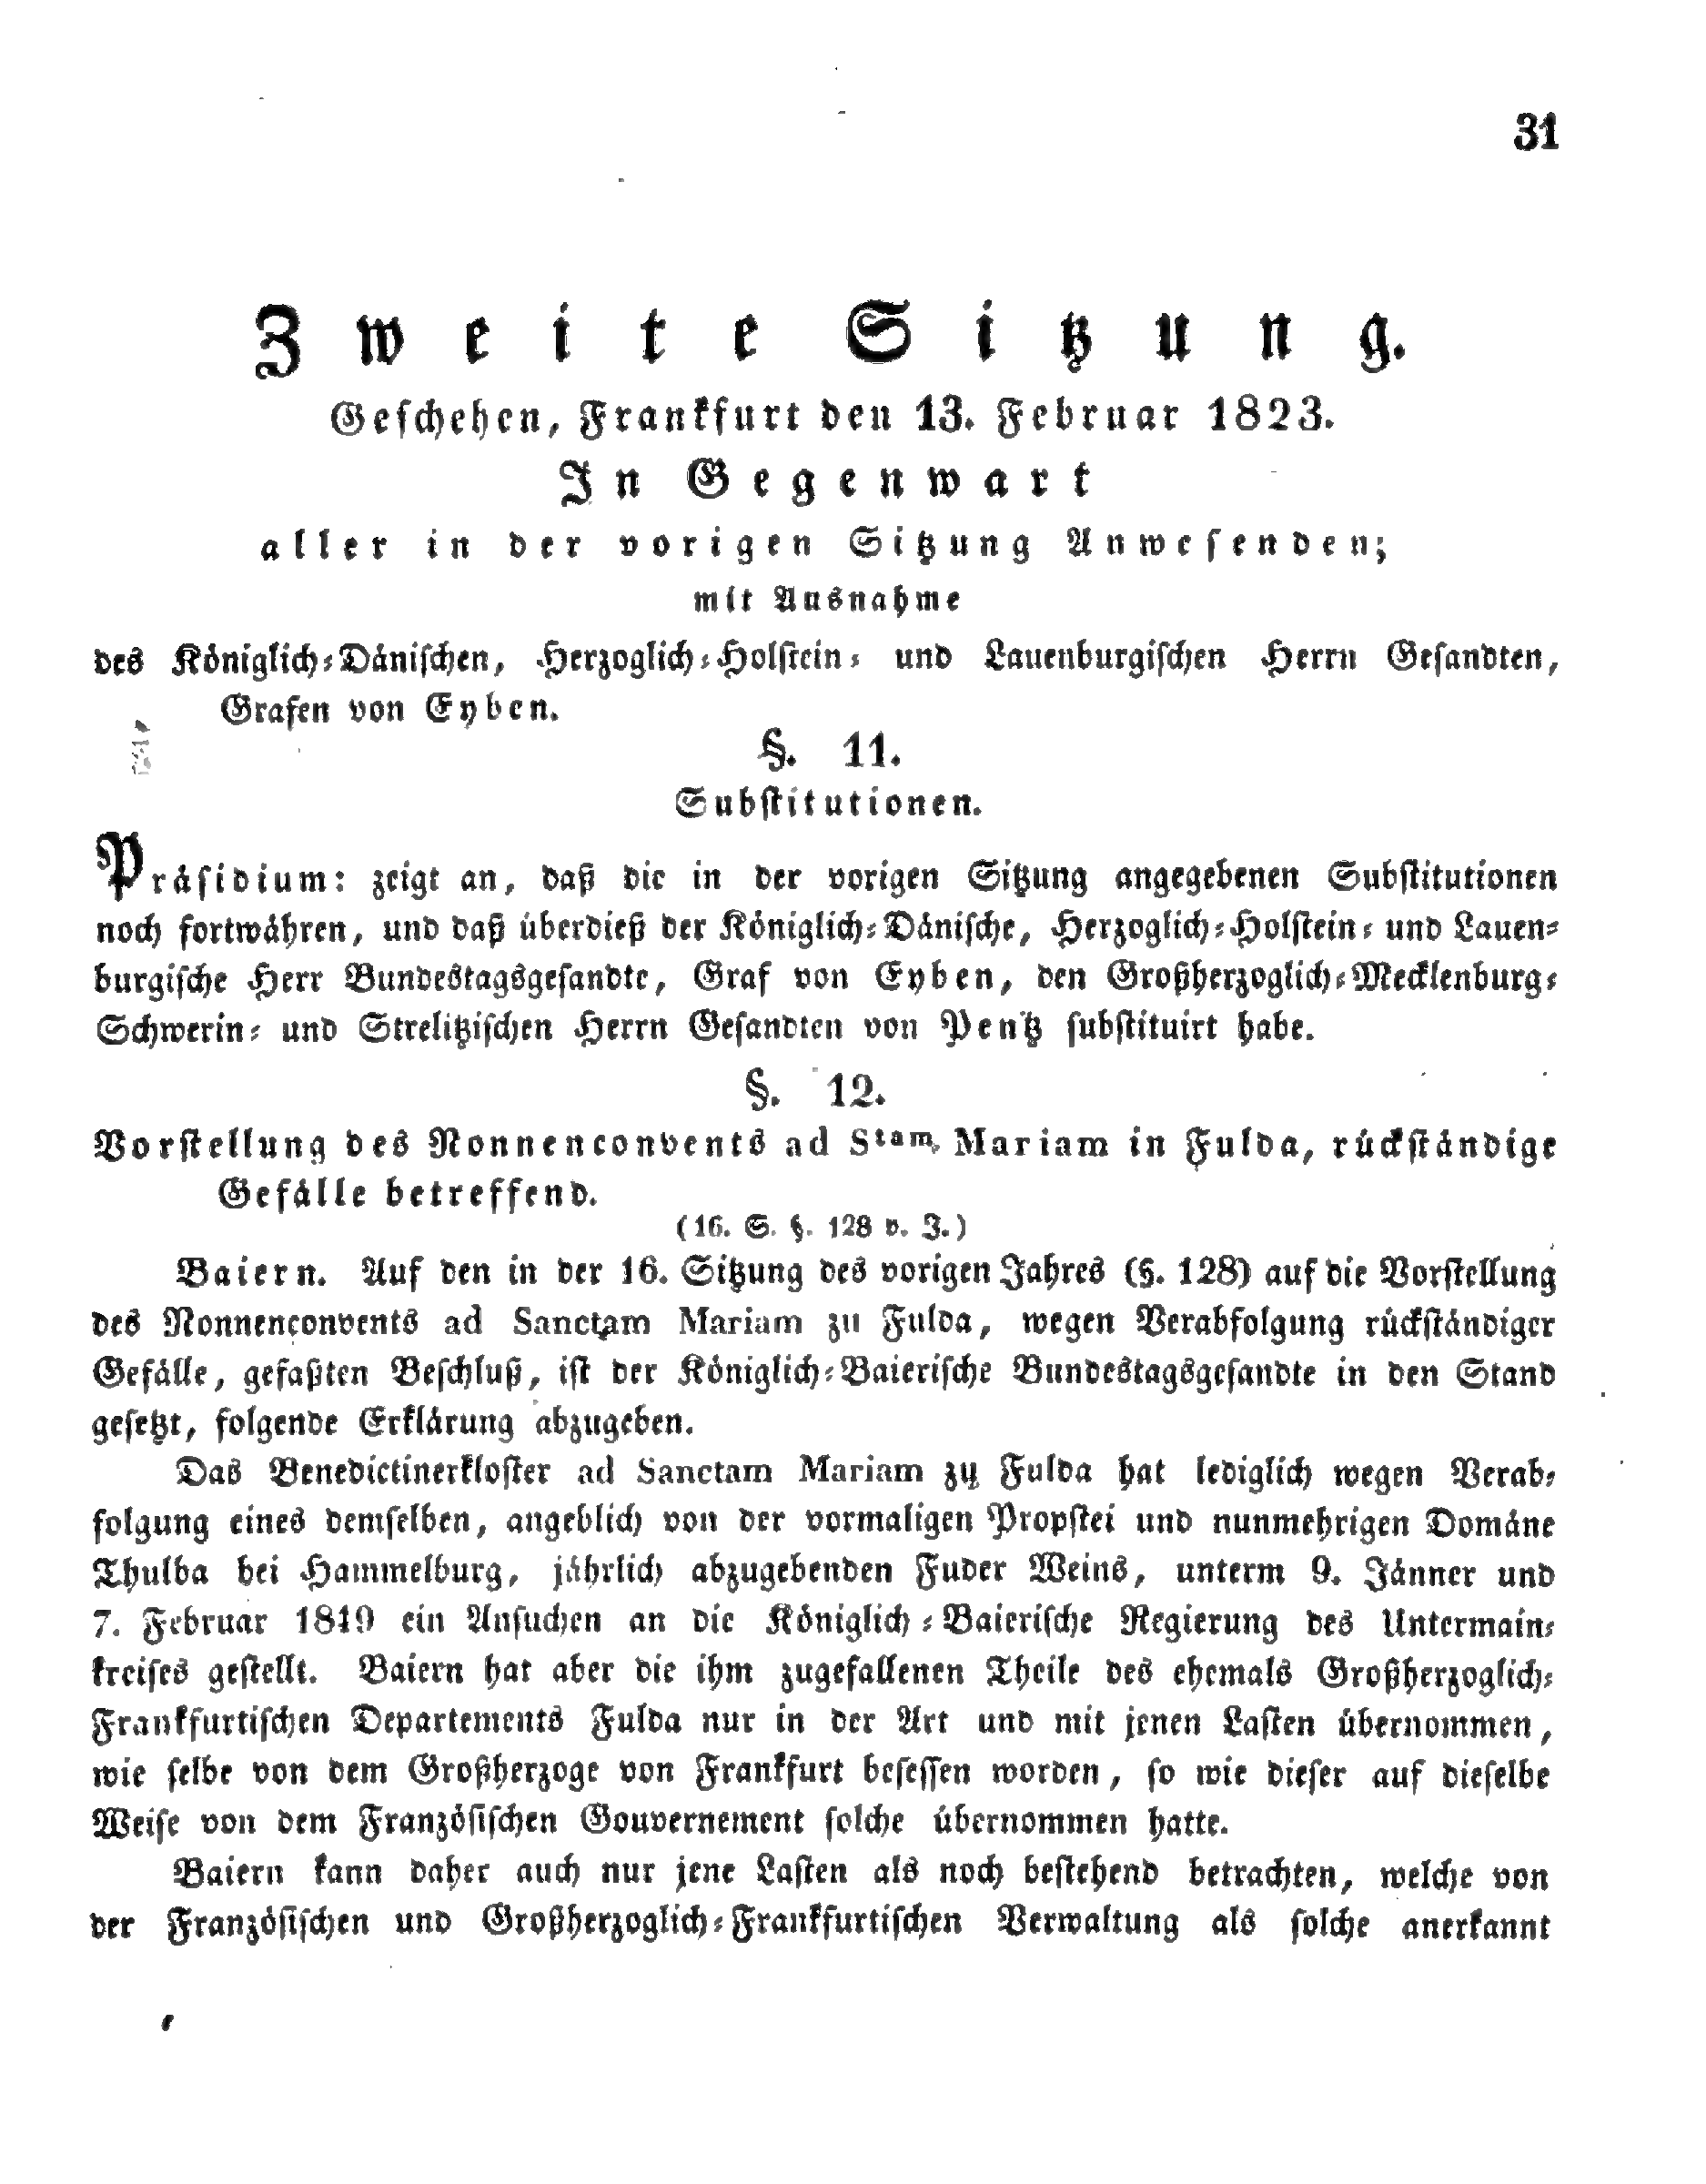 31
Zweite Sitzung.
Geschehen, Frankfurt den 13. Februar 1823.
In Gegenwart
aller in der vorigen Sitzung Anwesenden;
mit Ausnahme
des Königlich-Dänischen, Herzoglich-Holstein- und Lauenburgischen Herrn Gesandten,
Grafen von Eyben.
§. 11.
Substitutionen.
Präsidium: zeigt an, daß die in der vorigen Sitzung angegebenen Substitutionen
noch fortwähren, und daß überdieß der Königlich-Dänische, Herzoglich-Holstein- und Lauen-
burgische Herr Bundestagsgesandte, Graf von Eyben, den Großherzoglich-Mecklenburg-
Schwerin- und Strelitzischen Herrn Gesandten von Pentz substituirt habe.
§. 12.
Vorstellung des Nonnenconvents ad Stam. Mariam in Fulda, rückständige
Gefälle betreffend.
(16. S. §. 128 v. J.)
Baiern. Auf den in der 16. Sitzung des vorigen Jahres (§. 128) auf die Vorstellung
des Nonnenconvents ad Sanctam Mariam zu Fulda, wegen Verabfolgung rückständiger
Gefälle, gefaßten Beschluß, ist der Königlich-Baierische Bundestagsgesandte in den Stand
gesetzt, folgende Erklärung abzugeben.
Das Benedictinerkloster ad Sanctam Mariam zu Fulda hat lediglich wegen Verab-
folgung eines demselben, angeblich von der vormaligen Propstei und nunmehrigen Domäne
Thulba bei Hammelburg, jährlich abzugebenden Fuder Weins, unterm 9. Jänner und
7. Februar 1819 ein Ansuchen an die Königlich-Baierische Regierung des Untermain-
kreises gestellt. Baiern hat aber die ihm zugefallenen Theile des ehemals Großherzoglich-
Frankfurtischen Departements Fulda nur in der Art und mit jenen Lasten übernommen,
wie selbe von dem Großherzoge von Frankfurt besessen worden, so wie dieser auf dieselbe
Weise von dem Französischen Gouvernement solche übernommen hatte.
Baiern kann daher auch nur jene Lasten als noch bestehend betrachten, welche von
der Französischen und Großherzoglich-Frankfurtischen Verwaltung als solche anerkannt